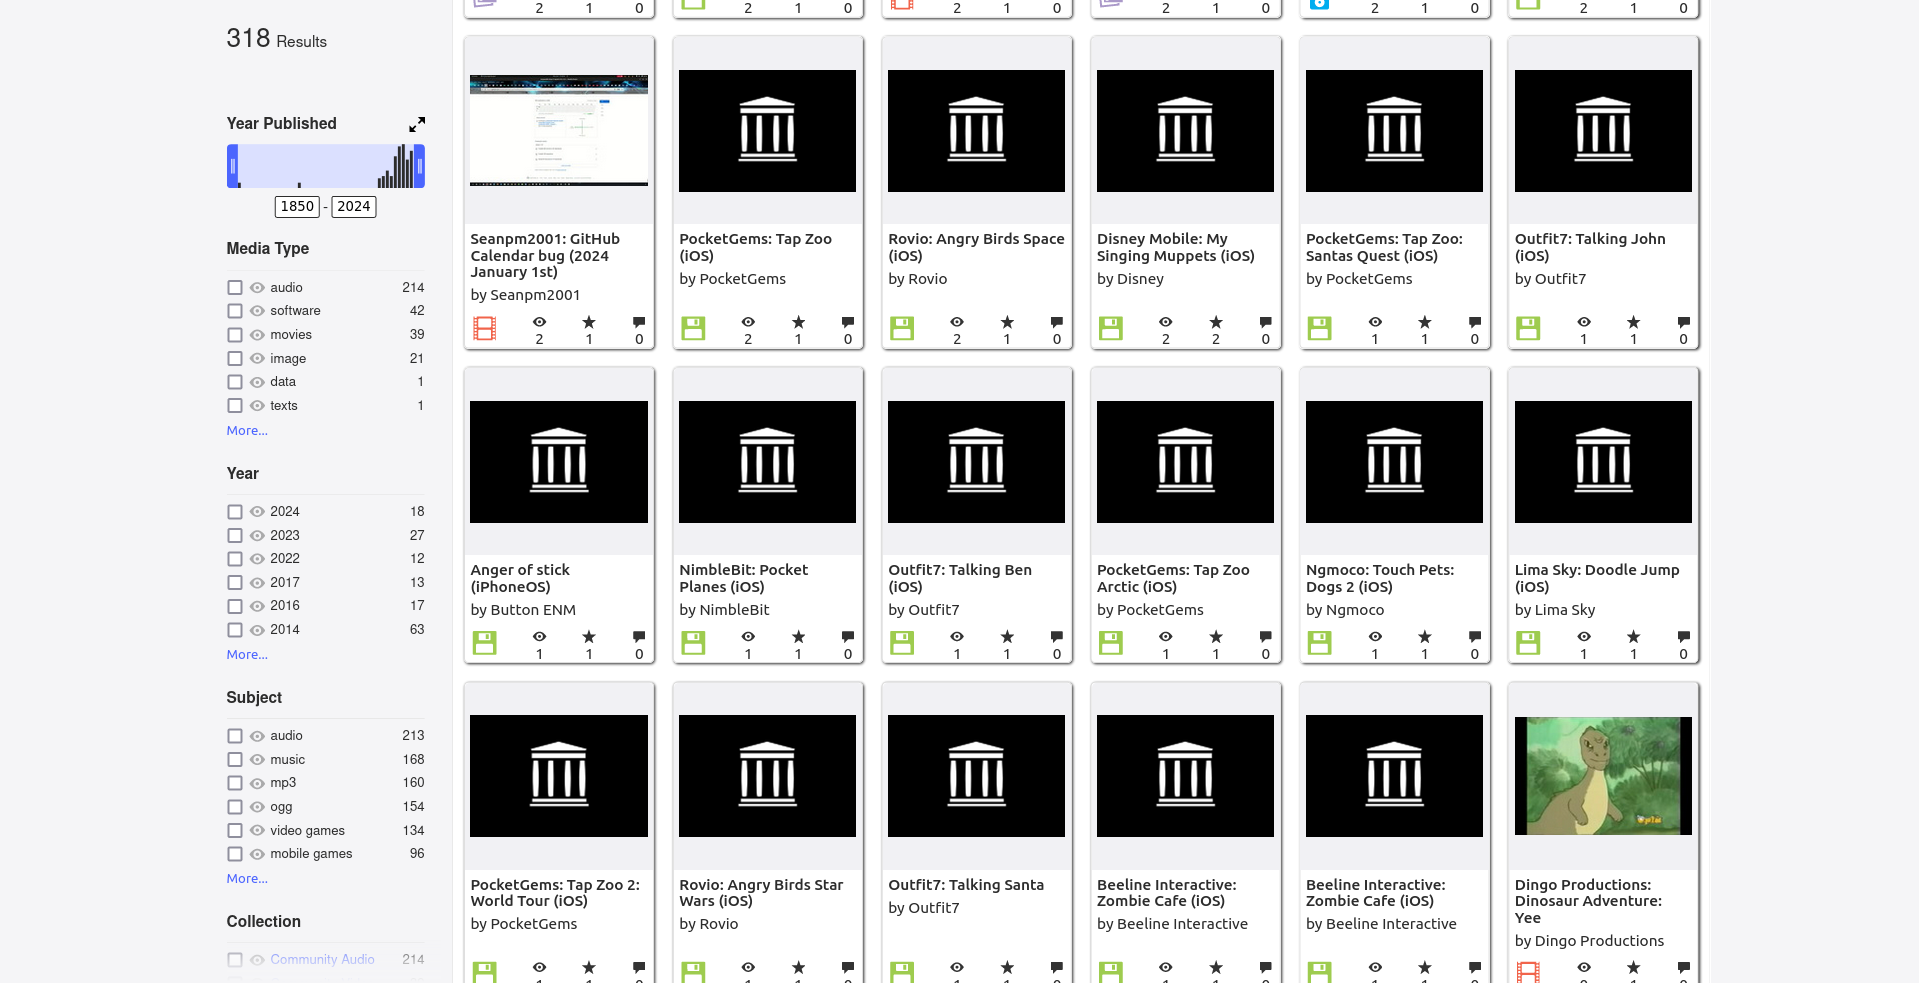 318 Results
Year Published
1850 - 2024
Media Type
audio 214
software 42
movies 39
image 21
data 1
texts 1
More...
Year
2024 18
2023 27
2022 12
2017 13
2016 17
2014 63
More...
Subject
audio 213
music 168
mp3 160
ogg 154
video games 134
mobile games 96
More...
Collection
Community Audio 214
2 1 0
2 1 0
2 1 0
2 1 0
2 1 0
2 1 0
Seanpm2001: GitHub
Calendar bug (2024
January 1st)
by Seanpm2001
2 1 0
PocketGems: Tap Zoo
(iOS)
by PocketGems
2 1 0
Rovio: Angry Birds Space
(iOS)
by Rovio
2 1 0
Disney Mobile: My
Singing Muppets (iOS)
by Disney
2 2 0
PocketGems: Tap Zoo:
Santas Quest (iOS)
by PocketGems
1 1 0
Outfit7: Talking John
(iOS)
by Outfit7
1 1 0
Anger of stick
(iPhoneOS)
by Button ENM
1 1 0
NimbleBit: Pocket
Planes (iOS)
by NimbleBit
1 1 0
Outfit7: Talking Ben
(iOS)
by Outfit7
1 1 0
PocketGems: Tap Zoo
Arctic (iOS)
by PocketGems
1 1 0
Ngmoco: Touch Pets:
Dogs 2 (iOS)
by Ngmoco
1 1 0
Lima Sky: Doodle Jump
(iOS)
by Lima Sky
1 1 0
PocketGems: Tap Zoo 2:
World Tour (iOS)
by PocketGems
Rovio: Angry Birds Star
Wars (iOS)
by Rovio
Outfit7: Talking Santa
by Outfit7
Beeline Interactive:
Zombie Cafe (iOS)
by Beeline Interactive
Beeline Interactive:
Zombie Cafe (iOS)
by Beeline Interactive
Dingo Productions:
Dinosaur Adventure:
Yee
by Dingo Productions